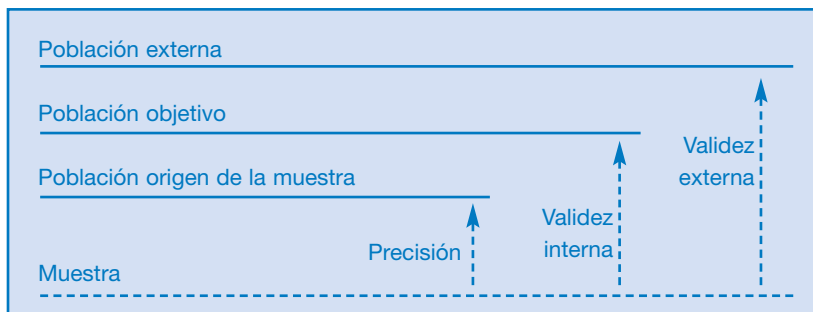 Población externa
Población objetivo
Validez
externa
Población origen de la muestra
Validez
interna
Precisión
Muestra